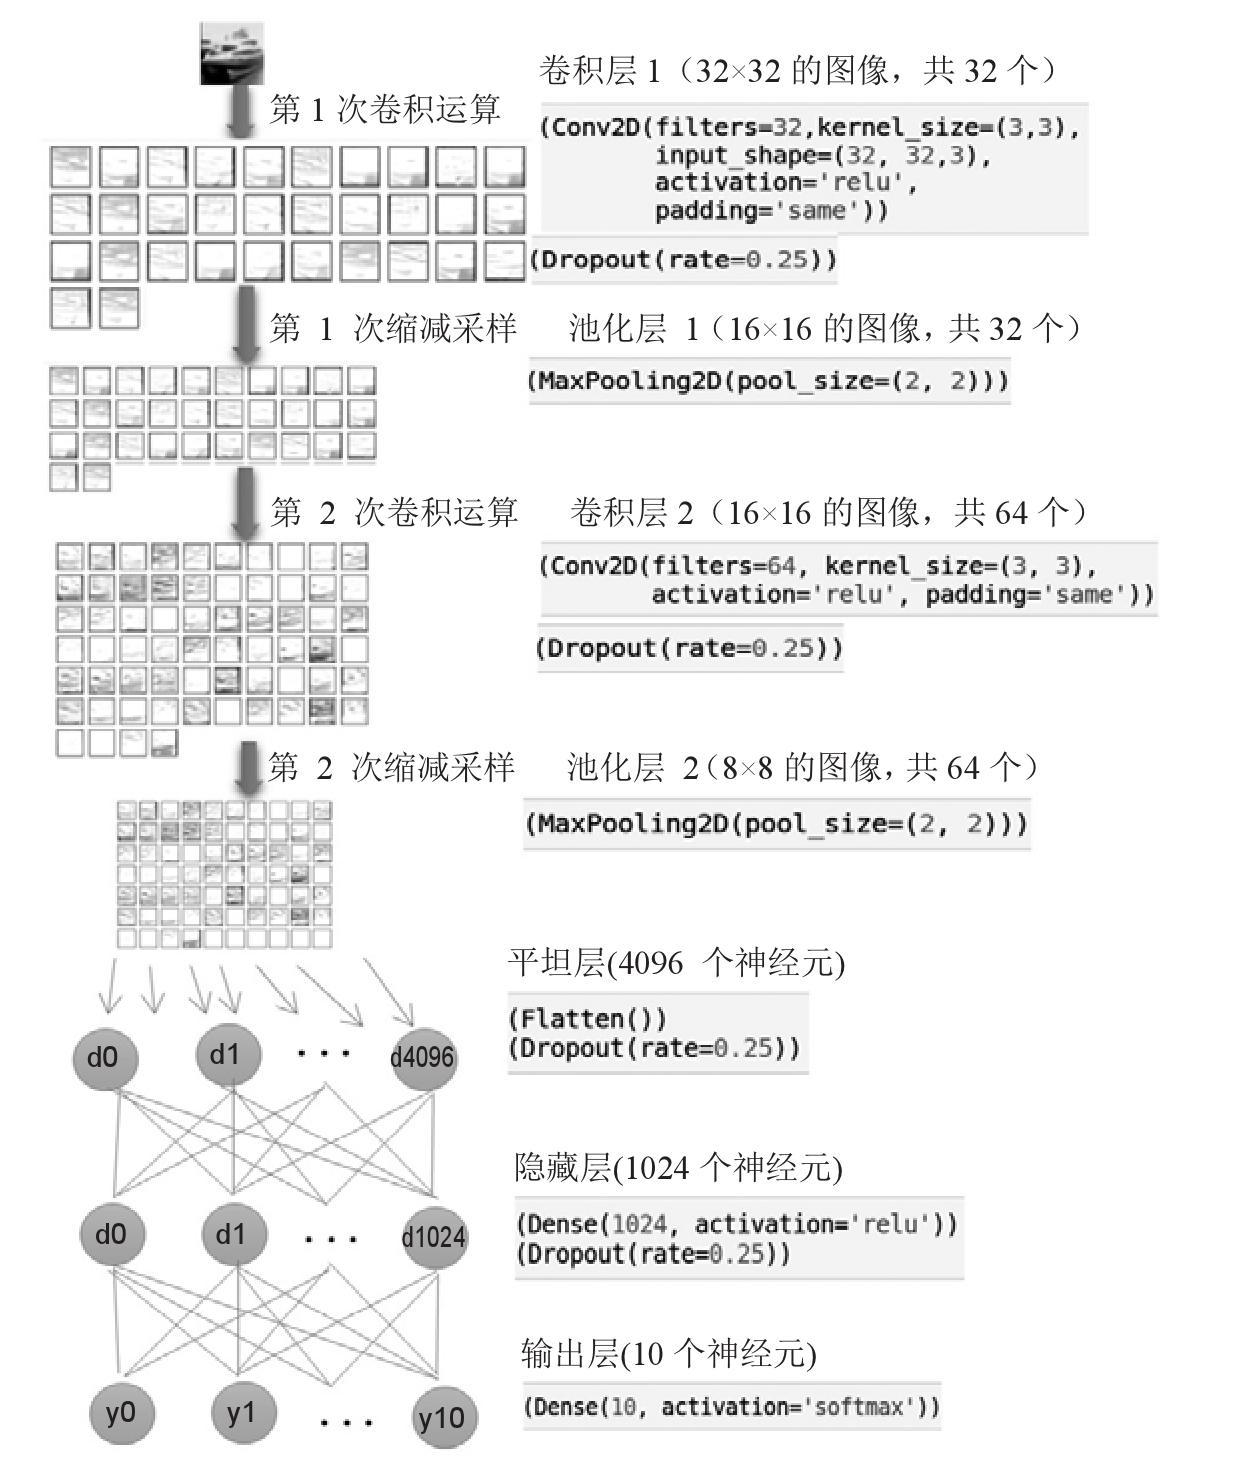 卷积层 1（32×32 的图像，共 32 个）
第 1 次卷积运算
(Conv2D(filters=32,kernel_size=(3,3),
input_shape=(32, 32,3),
activation='relu',
padding='same'))
(Dropout(rate=0.25))
第 1 次缩减采样
池化层 1（16×16 的图像，共 32 个）
(MaxPooling2D(pool_size=(2, 2)))
第 2 次卷积运算
卷积层 2（16×16 的图像，共 64 个）
(Conv2D(filters=64, kernel_size=(3, 3),
activation='relu', padding='same'))
(Dropout(rate=0.25))
第 2 次缩减采样
池化层 2（8×8 的图像，共 64 个）
(MaxPooling2D(pool_size=(2, 2)))
平坦层(4096 个神经元)
(Flatten())
(Dropout(rate=0.25))
d0 d1 ··· d4096
隐藏层(1024 个神经元)
(Dense(1024, activation='relu'))
(Dropout(rate=0.25))
d0 d1 ··· d1024
输出层(10 个神经元)
(Dense(10, activation='softmax'))
y0 y1 ··· y10